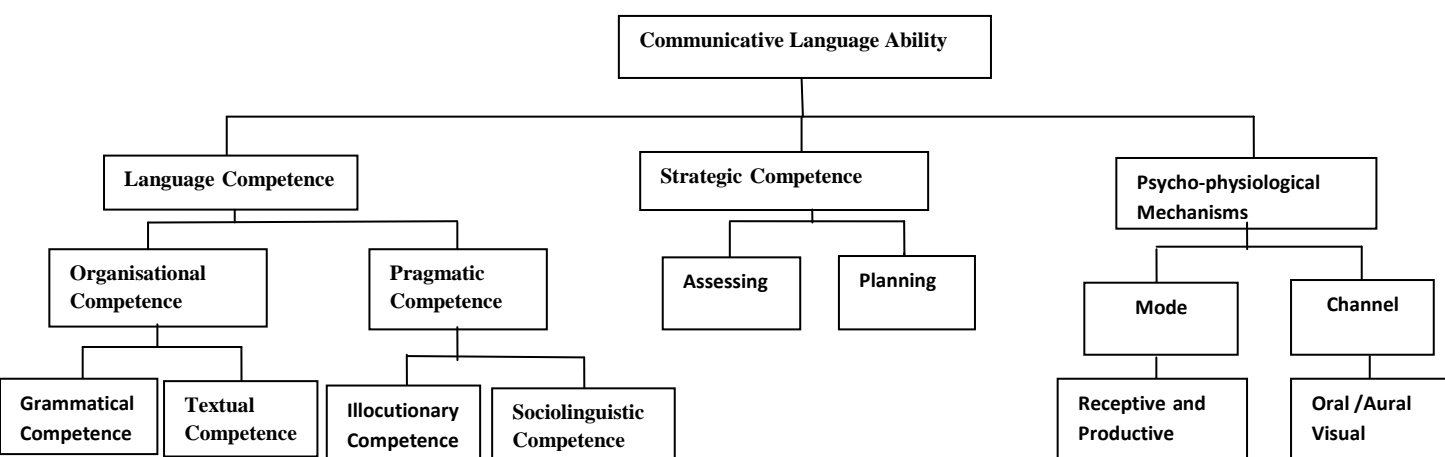 Communicative Language Ability
Language Competence
Strategic Competence
Psycho-physiological
Mechanisms
Organisational
Competence
Pragmatic
Competence
Assessing
Planning
Mode
Channel
Grammatical
Competence
Textual
Competence
Illocutionary
Competence
Sociolinguistic
Competence
Receptive and
Productive
Oral /Aural
Visual